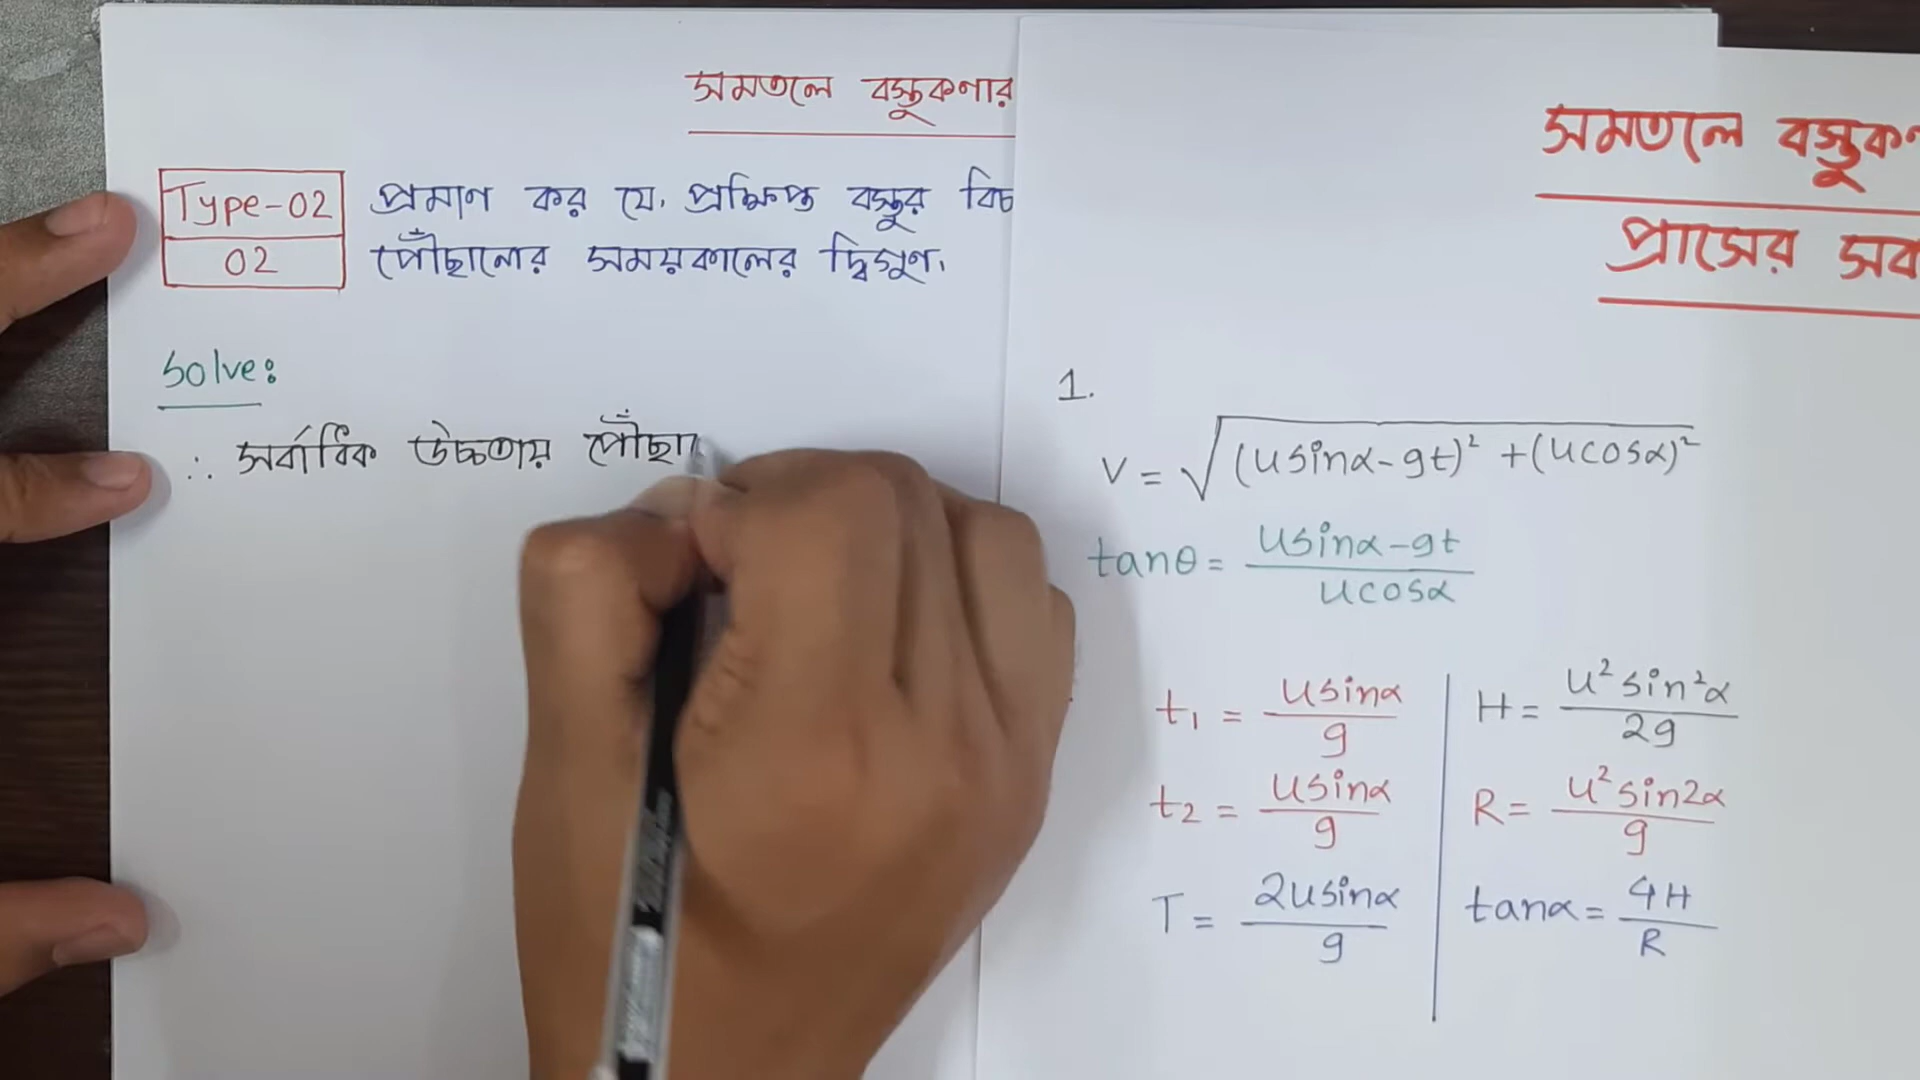 সমতলে বস্তুকণার
Type-02
02
প্রমাণ কর যে, প্রক্ষিপ্ত বস্তুর বিচ
পৌঁছানোর সময়কালের দ্বিগুণ।
Solve:
∴ সর্বাধিক উচ্চতায় পৌঁছা
সমতলে বস্তুক
প্রাসের সব
1.
V = √((usinα-gt)² + (ucosα)²)
tanθ = (usinα-gt)/(ucosα)
t₁ = usinα/g
t₂ = usinα/g
T = 2usinα/g
H = u²sin²α/2g
R = u²sin2α/g
tanα = 4H/R